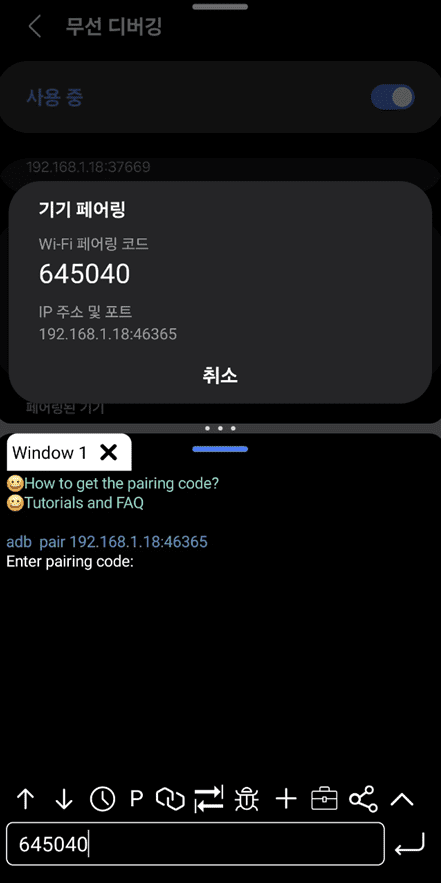 무선 디버깅
사용 중
192.168.1.18:37669
기기 페어링
Wi-Fi 페어링 코드
645040
IP 주소 및 포트
192.168.1.18:46365
취소
페어링된 기기
Window 1
How to get the pairing code?
Tutorials and FAQ
adb pair 192.168.1.18:46365
Enter pairing code:
P
645040